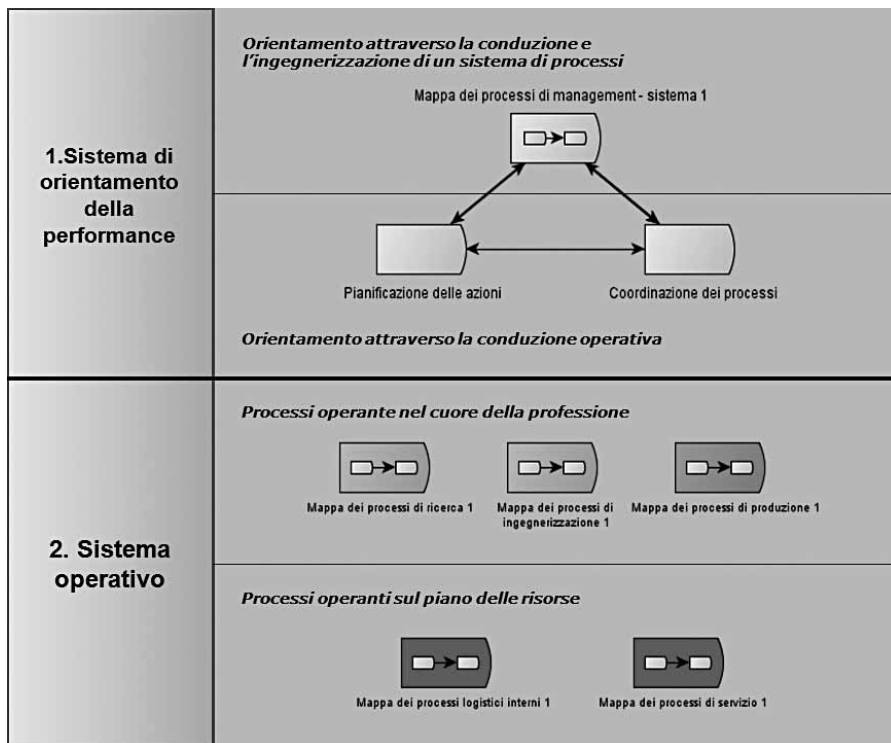 1.Sistema di
orientamento
della
performance
Orientamento attraverso la conduzione e
l'ingegnerizzazione di un sistema di processi
Mappa dei processi di management - sistema 1
Pianificazione delle azioni
Coordinazione dei processi
Orientamento attraverso la conduzione operativa
2. Sistema
operativo
Processi operante nel cuore della professione
Mappa dei processi di ricerca 1
Mappa dei processi di
ingegnerizzazione 1
Mappa dei processi di produzione 1
Processi operanti sul piano delle risorse
Mappa dei processi logistici interni 1
Mappa dei processi di servizio 1